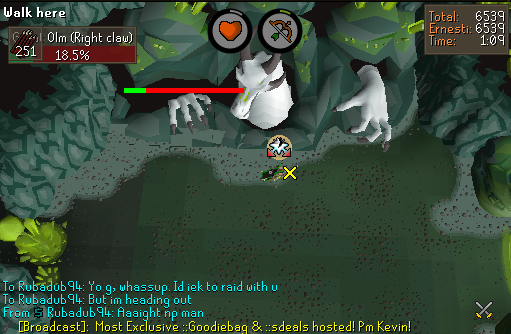 Walk here
Total: 6539
Ernesti: 6539
Time: 1:09
Olm (Right claw)
251
18.5%
To Rubadub94: Yo g, whassup. Id iek to raid with u
To Rubadub94: But im heading out
From Rubadub94: Aaaight np man
[Broadcast]: Most Exclusive ::Goodiebag & ::sdeals hosted! Pm Kevin!